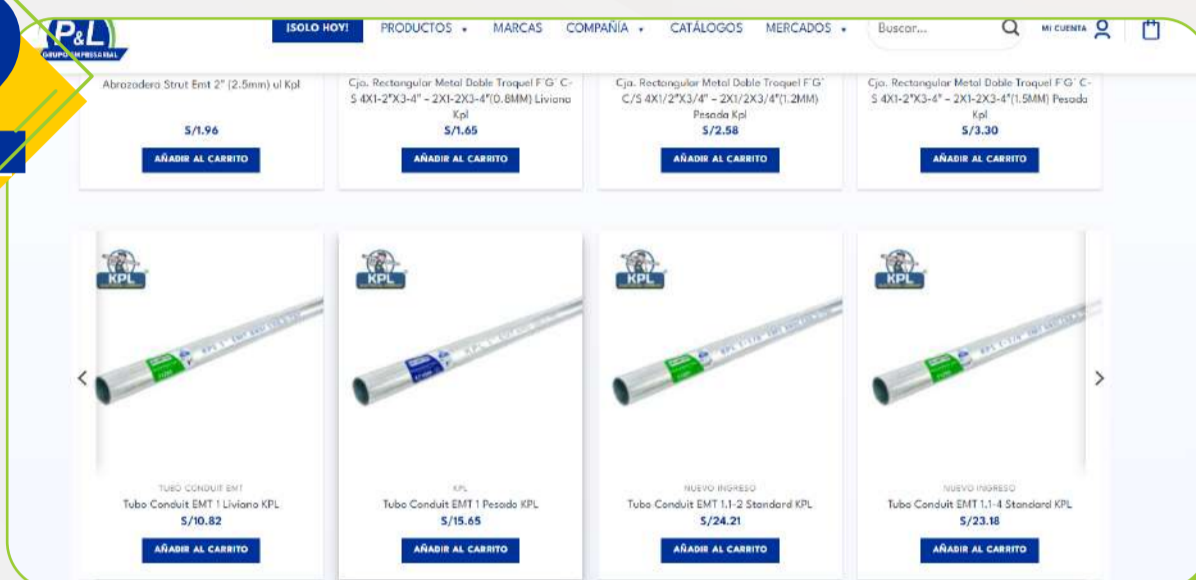 P&L
GRUPO EMPRESARIAL
¡SOLO HOY!
PRODUCTOS
MARCAS
COMPAÑÍA
CATÁLOGOS
MERCADOS
Buscar...
MI CUENTA
Abrazadera Strut Emt 2" (2.5mm) ul Kpl
S/1.96
AÑADIR AL CARRITO
Cja. Rectangular Metal Doble Troquel F´G´ C-
S 4X1-2"X3-4" – 2X1-2X3-4"(0.8MM) Liviana
Kpl
S/1.65
AÑADIR AL CARRITO
Cja. Rectangular Metal Doble Troquel F´G´
C/S 4X1/2"X3/4" – 2X1/2X3/4"(1.2MM)
Pesada Kpl
S/2.58
AÑADIR AL CARRITO
Cja. Rectangular Metal Doble Troquel F´G´ C-
S 4X1-2"X3-4" – 2X1-2X3-4"(1.5MM) Pesada
Kpl
S/3.30
AÑADIR AL CARRITO
KPL
TUBO CONDUIT EMT
Tubo Conduit EMT 1 Liviano KPL
S/10.82
AÑADIR AL CARRITO
KPL
KPL
Tubo Conduit EMT 1 Pesado KPL
S/15.65
AÑADIR AL CARRITO
KPL
NUEVO INGRESO
Tubo Conduit EMT 1.1-2 Standard KPL
S/24.21
AÑADIR AL CARRITO
KPL
NUEVO INGRESO
Tubo Conduit EMT 1.1-4 Standard KPL
S/23.18
AÑADIR AL CARRITO